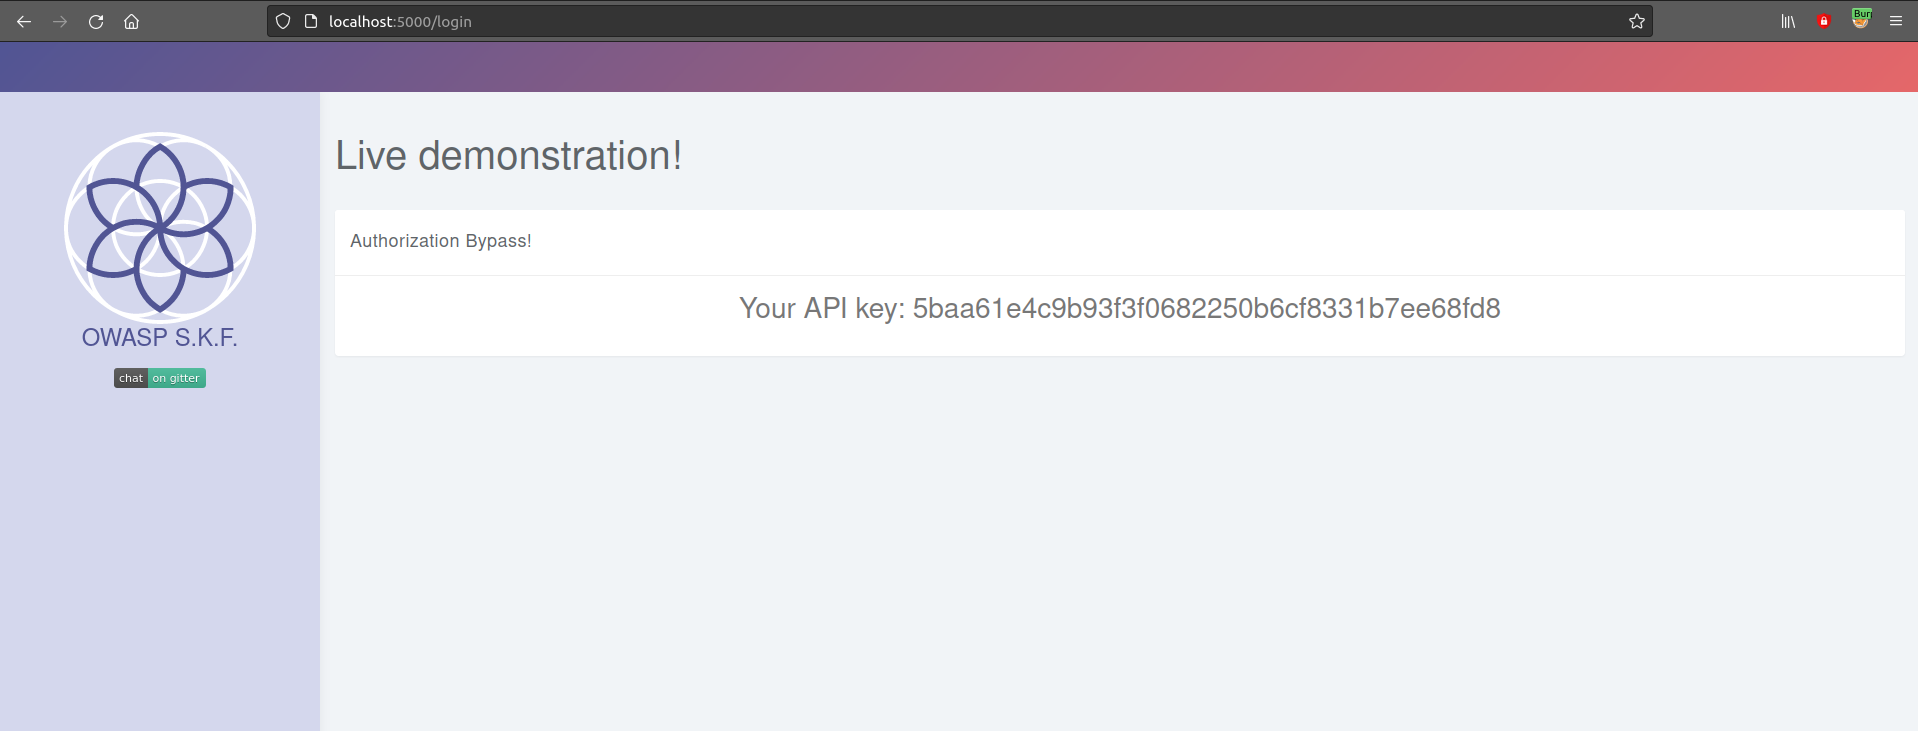 localhost:5000/login
Bur
Live demonstration!
Authorization Bypass!
Your API key: 5baa61e4c9b93f3f0682250b6cf8331b7ee68fd8
OWASP S.K.F.
chat on gitter